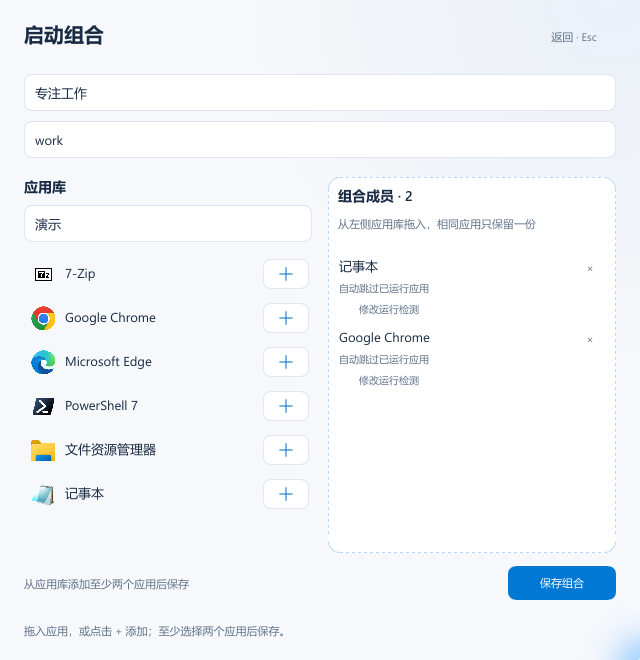 启动组合
返回 · Esc
专注工作
work
应用库
演示
7-Zip
Google Chrome
Microsoft Edge
PowerShell 7
文件资源管理器
记事本
组合成员 · 2
从左侧应用库拖入，相同应用只保留一份
记事本
×
自动跳过已运行应用
修改运行检测
Google Chrome
×
自动跳过已运行应用
修改运行检测
从应用库添加至少两个应用后保存
保存组合
拖入应用，或点击 + 添加；至少选择两个应用后保存。